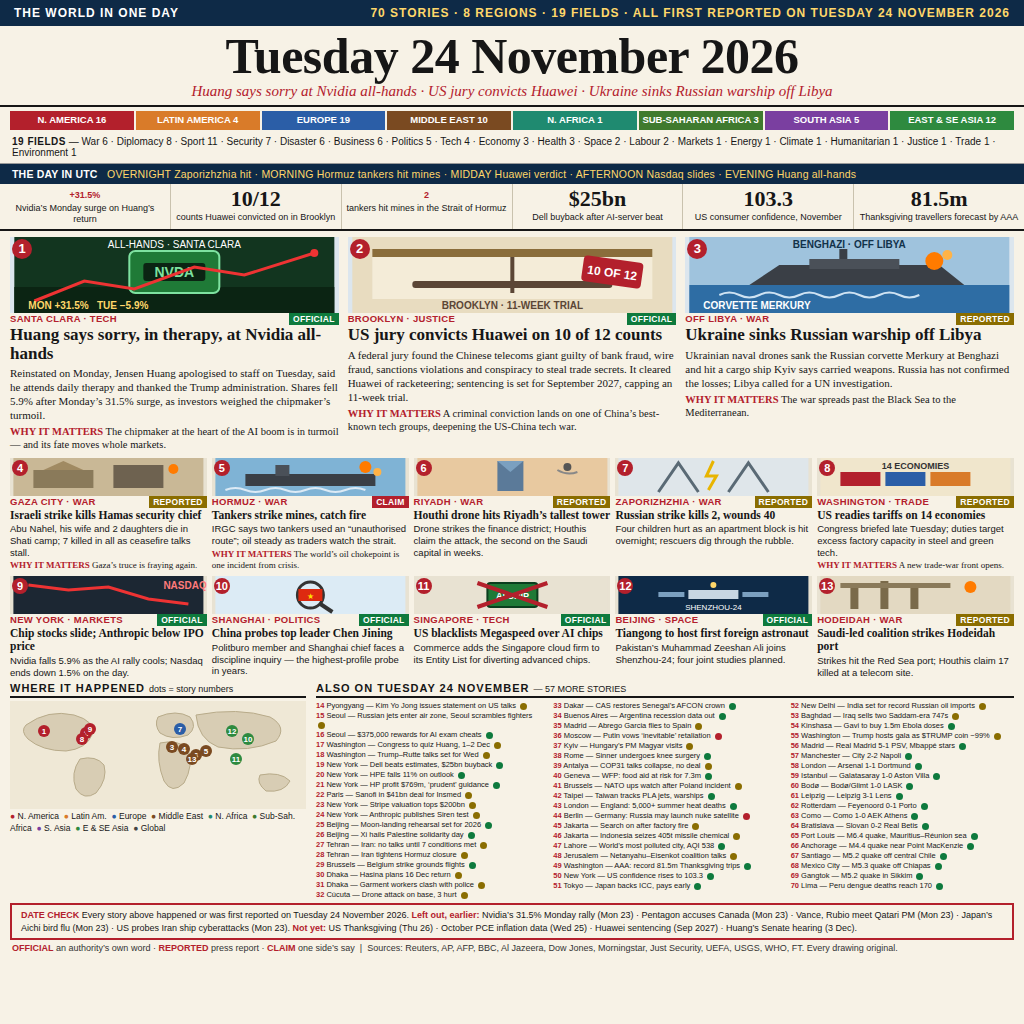 THE WORLD IN ONE DAY
70 STORIES · 8 REGIONS · 19 FIELDS · ALL FIRST REPORTED ON TUESDAY 24 NOVEMBER 2026
Tuesday 24 November 2026
Huang says sorry at Nvidia all-hands · US jury convicts Huawei · Ukraine sinks Russian warship off Libya
N. AMERICA 16
LATIN AMERICA 4
EUROPE 19
MIDDLE EAST 10
N. AFRICA 1
SUB-SAHARAN AFRICA 3
SOUTH ASIA 5
EAST & SE ASIA 12
19 FIELDS — War 6 · Diplomacy 8 · Sport 11 · Security 7 · Disaster 6 · Business 6 · Politics 5 · Tech 4 · Economy 3 · Health 3 · Space 2 · Labour 2 · Markets 1 · Energy 1 · Climate 1 · Humanitarian 1 · Justice 1 · Trade 1 ·
Environment 1
THE DAY IN UTC OVERNIGHT Zaporizhzhia hit · MORNING Hormuz tankers hit mines · MIDDAY Huawei verdict · AFTERNOON Nasdaq slides · EVENING Huang all-hands
+31.5%
Nvidia's Monday surge on Huang's
return
10/12
counts Huawei convicted on in Brooklyn
2
tankers hit mines in the Strait of Hormuz
$25bn
Dell buyback after AI-server beat
103.3
US consumer confidence, November
81.5m
Thanksgiving travellers forecast by AAA
1
ALL-HANDS · SANTA CLARA
NVDA
MON +31.5% TUE –5.9%
SANTA CLARA · TECH
OFFICIAL
Huang says sorry, in therapy, at Nvidia all-
hands
Reinstated on Monday, Jensen Huang apologised to staff on Tuesday, said
he attends daily therapy and thanked the Trump administration. Shares fell
5.9% after Monday's 31.5% surge, as investors weighed the chipmaker's
turmoil.
WHY IT MATTERS The chipmaker at the heart of the AI boom is in turmoil
— and its fate moves whole markets.
2
10 OF 12
BROOKLYN · 11-WEEK TRIAL
BROOKLYN · JUSTICE
OFFICIAL
US jury convicts Huawei on 10 of 12 counts
A federal jury found the Chinese telecoms giant guilty of bank fraud, wire
fraud, sanctions violations and conspiracy to steal trade secrets. It cleared
Huawei of racketeering; sentencing is set for September 2027, capping an
11-week trial.
WHY IT MATTERS A criminal conviction lands on one of China's best-
known tech groups, deepening the US-China tech war.
3
BENGHAZI · OFF LIBYA
CORVETTE MERKURY
OFF LIBYA · WAR
REPORTED
Ukraine sinks Russian warship off Libya
Ukrainian naval drones sank the Russian corvette Merkury at Benghazi
and hit a cargo ship Kyiv says carried weapons. Russia has not confirmed
the losses; Libya called for a UN investigation.
WHY IT MATTERS The war spreads past the Black Sea to the
Mediterranean.
4
GAZA CITY · WAR
REPORTED
Israeli strike kills Hamas security chief
Abu Nahel, his wife and 2 daughters die in
Shati camp; 7 killed in all as ceasefire talks
stall.
WHY IT MATTERS Gaza's truce is fraying again.
5
HORMUZ · WAR
CLAIM
Tankers strike mines, catch fire
IRGC says two tankers used an "unauthorised
route"; oil steady as traders watch the strait.
WHY IT MATTERS The world's oil chokepoint is
one incident from crisis.
6
RIYADH · WAR
REPORTED
Houthi drone hits Riyadh's tallest tower
Drone strikes the finance district; Houthis
claim the attack, the second on the Saudi
capital in weeks.
7
ZAPORIZHZHIA · WAR
REPORTED
Russian strike kills 2, wounds 40
Four children hurt as an apartment block is hit
overnight; rescuers dig through the rubble.
8
14 ECONOMIES
WASHINGTON · TRADE
REPORTED
US readies tariffs on 14 economies
Congress briefed late Tuesday; duties target
excess factory capacity in steel and green
tech.
WHY IT MATTERS A new trade-war front opens.
9
NASDAQ
NEW YORK · MARKETS
OFFICIAL
Chip stocks slide; Anthropic below IPO
price
Nvidia falls 5.9% as the AI rally cools; Nasdaq
ends down 1.5% on the day.
10
SHANGHAI · POLITICS
OFFICIAL
China probes top leader Chen Jining
Politburo member and Shanghai chief faces a
discipline inquiry — the highest-profile probe
in years.
11
AI CHIP
SINGAPORE · TECH
OFFICIAL
US blacklists Megaspeed over AI chips
Commerce adds the Singapore cloud firm to
its Entity List for diverting advanced chips.
12
SHENZHOU-24
BEIJING · SPACE
OFFICIAL
Tiangong to host first foreign astronaut
Pakistan's Muhammad Zeeshan Ali joins
Shenzhou-24; four joint studies planned.
13
HODEIDAH · WAR
REPORTED
Saudi-led coalition strikes Hodeidah
port
Strikes hit the Red Sea port; Houthis claim 17
killed at a telecom site.
WHERE IT HAPPENED dots = story numbers
1
8
9
7
3
4
5
13
12
10
11
● N. America ● Latin Am. ● Europe ● Middle East ● N. Africa ● Sub-Sah.
Africa ● S. Asia ● E & SE Asia ● Global
ALSO ON TUESDAY 24 NOVEMBER — 57 MORE STORIES
14 Pyongyang — Kim Yo Jong issues statement on US talks
15 Seoul — Russian jets enter air zone, Seoul scrambles fighters
16 Seoul — $375,000 rewards for AI exam cheats
17 Washington — Congress to quiz Huang, 1–2 Dec
18 Washington — Trump–Rutte talks set for Wed
19 New York — Dell beats estimates, $25bn buyback
20 New York — HPE falls 11% on outlook
21 New York — HP profit $769m, 'prudent' guidance
22 Paris — Sanofi in $41bn deal for Insmed
23 New York — Stripe valuation tops $200bn
24 New York — Anthropic publishes Siren test
25 Beijing — Moon-landing rehearsal set for 2026
26 Beijing — Xi hails Palestine solidarity day
27 Tehran — Iran: no talks until 7 conditions met
28 Tehran — Iran tightens Hormuz closure
29 Brussels — Belgium strike grounds flights
30 Dhaka — Hasina plans 16 Dec return
31 Dhaka — Garment workers clash with police
32 Cúcuta — Drone attack on base, 3 hurt
33 Dakar — CAS restores Senegal's AFCON crown
34 Buenos Aires — Argentina recession data out
35 Madrid — Abrego Garcia flies to Spain
36 Moscow — Putin vows 'inevitable' retaliation
37 Kyiv — Hungary's PM Magyar visits
38 Rome — Sinner undergoes knee surgery
39 Antalya — COP31 talks collapse, no deal
40 Geneva — WFP: food aid at risk for 7.3m
41 Brussels — NATO ups watch after Poland incident
42 Taipei — Taiwan tracks PLA jets, warships
43 London — England: 5,000+ summer heat deaths
44 Berlin — Germany: Russia may launch nuke satellite
45 Jakarta — Search on after factory fire
46 Jakarta — Indonesia seizes 405t missile chemical
47 Lahore — World's most polluted city, AQI 538
48 Jerusalem — Netanyahu–Eisenkot coalition talks
49 Washington — AAA: record 81.5m Thanksgiving trips
50 New York — US confidence rises to 103.3
51 Tokyo — Japan backs ICC, pays early
52 New Delhi — India set for record Russian oil imports
53 Baghdad — Iraq sells two Saddam-era 747s
54 Kinshasa — Gavi to buy 1.5m Ebola doses
55 Washington — Trump hosts gala as $TRUMP coin −99%
56 Madrid — Real Madrid 5-1 PSV, Mbappé stars
57 Manchester — City 2-2 Napoli
58 London — Arsenal 1-1 Dortmund
59 Istanbul — Galatasaray 1-0 Aston Villa
60 Bodø — Bodø/Glimt 1-0 LASK
61 Leipzig — Leipzig 3-1 Lens
62 Rotterdam — Feyenoord 0-1 Porto
63 Como — Como 1-0 AEK Athens
64 Bratislava — Slovan 0-2 Real Betis
65 Port Louis — M6.4 quake, Mauritius–Réunion sea
66 Anchorage — M4.4 quake near Point MacKenzie
67 Santiago — M5.2 quake off central Chile
68 Mexico City — M5.3 quake off Chiapas
69 Gangtok — M5.2 quake in Sikkim
70 Lima — Peru dengue deaths reach 170
DATE CHECK Every story above happened or was first reported on Tuesday 24 November 2026. Left out, earlier: Nvidia's 31.5% Monday rally (Mon 23) · Pentagon accuses Canada (Mon 23) · Vance, Rubio meet Qatari PM (Mon 23) · Japan's
Aichi bird flu (Mon 23) · US probes Iran ship cyberattacks (Mon 23). Not yet: US Thanksgiving (Thu 26) · October PCE inflation data (Wed 25) · Huawei sentencing (Sep 2027) · Huang's Senate hearing (3 Dec).
OFFICIAL an authority's own word · REPORTED press report · CLAIM one side's say | Sources: Reuters, AP, AFP, BBC, Al Jazeera, Dow Jones, Morningstar, Just Security, UEFA, USGS, WHO, FT. Every drawing original.